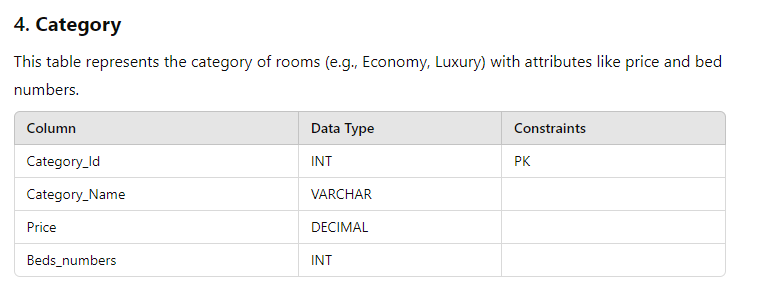 4. Category
This table represents the category of rooms (e.g., Economy, Luxury) with attributes like price and bed
numbers.
Column Data Type Constraints
Category_Id INT PK
Category_Name VARCHAR
Price DECIMAL
Beds_numbers INT